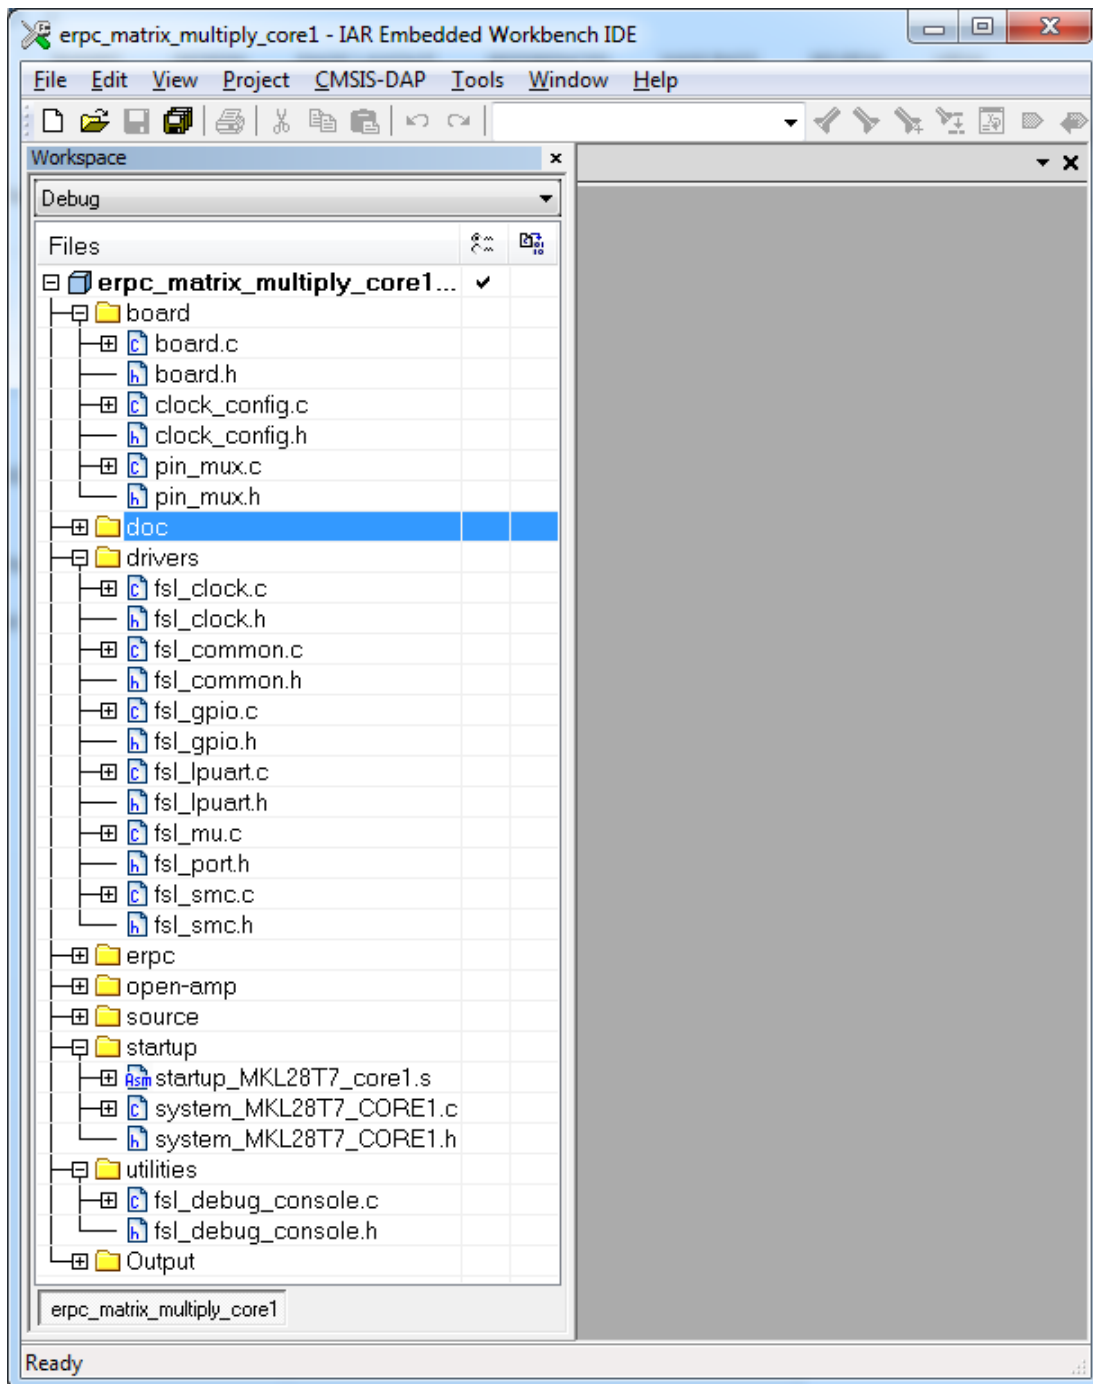 erpc_matrix_multiply_core1 - IAR Embedded Workbench IDE
File Edit View Project CMSIS-DAP Tools Window Help
Workspace
Debug
Files
erpc_matrix_multiply_core1...
board
board.c
board.h
clock_config.c
clock_config.h
pin_mux.c
pin_mux.h
doc
drivers
fsl_clock.c
fsl_clock.h
fsl_common.c
fsl_common.h
fsl_gpio.c
fsl_gpio.h
fsl_lpuart.c
fsl_lpuart.h
fsl_mu.c
fsl_port.h
fsl_smc.c
fsl_smc.h
erpc
open-amp
source
startup
startup_MKL28T7_core1.s
system_MKL28T7_CORE1.c
system_MKL28T7_CORE1.h
utilities
fsl_debug_console.c
fsl_debug_console.h
Output
erpc_matrix_multiply_core1
Ready